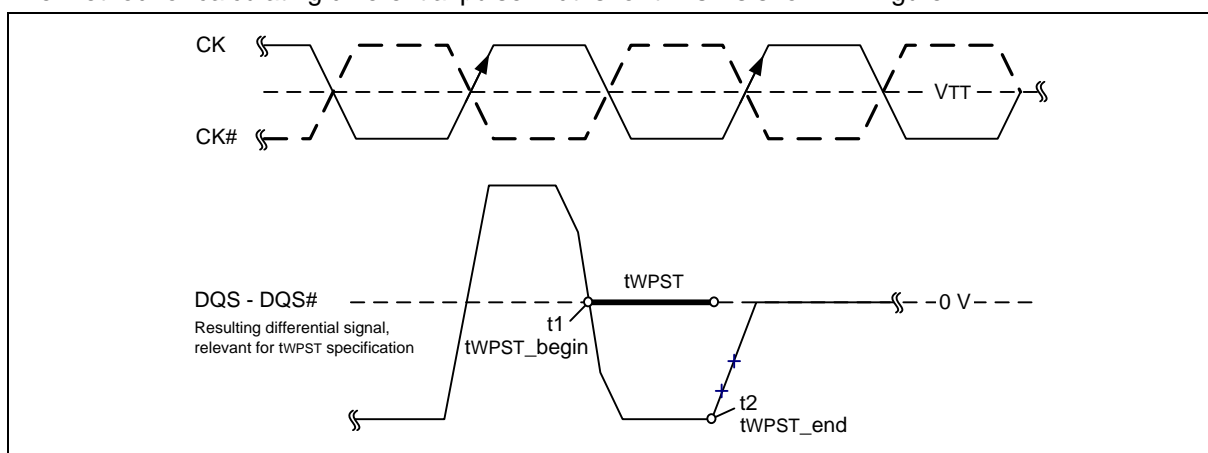 CK
VTT
CK#
tWPST
DQS - DQS#
0 V
Resulting differential signal,
relevant for tWPST specification
t1
tWPST_begin
t2
tWPST_end